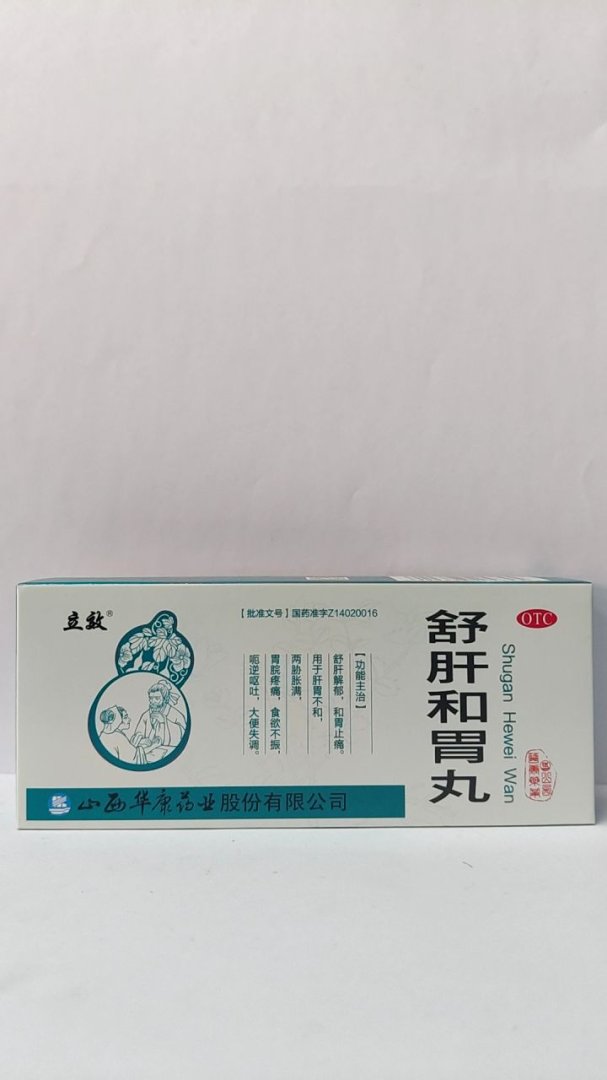 立效®
【批准文号】国药准字Z14020016
【功能主治】
舒肝解郁，和胃止痛。
用于肝胃不和，
两胁胀满，
胃脘疼痛，食欲不振，
呃逆呕吐，大便失调。
舒肝和胃丸
Shugan Hewei Wan
OTC
山西华康药业股份有限公司